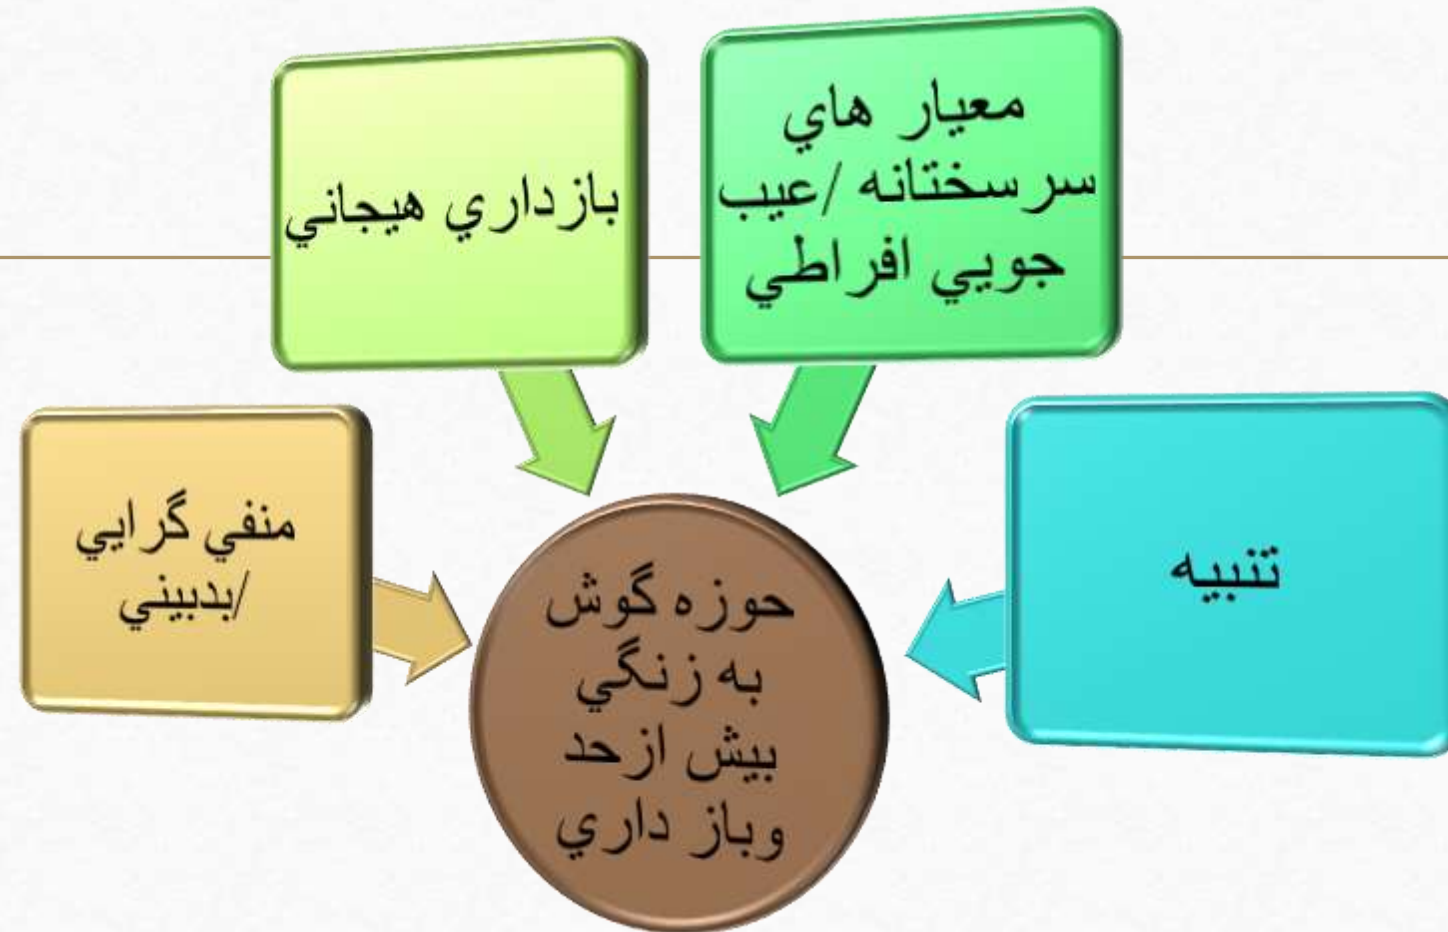 معيار هاي
سرسختانه /عيب
جويي افراطي
بازداري هيجاني
تنبيه
منفي گرايي
/بدبيني
حوزه گوش
به زنگي
بيش ازحد
وباز داري